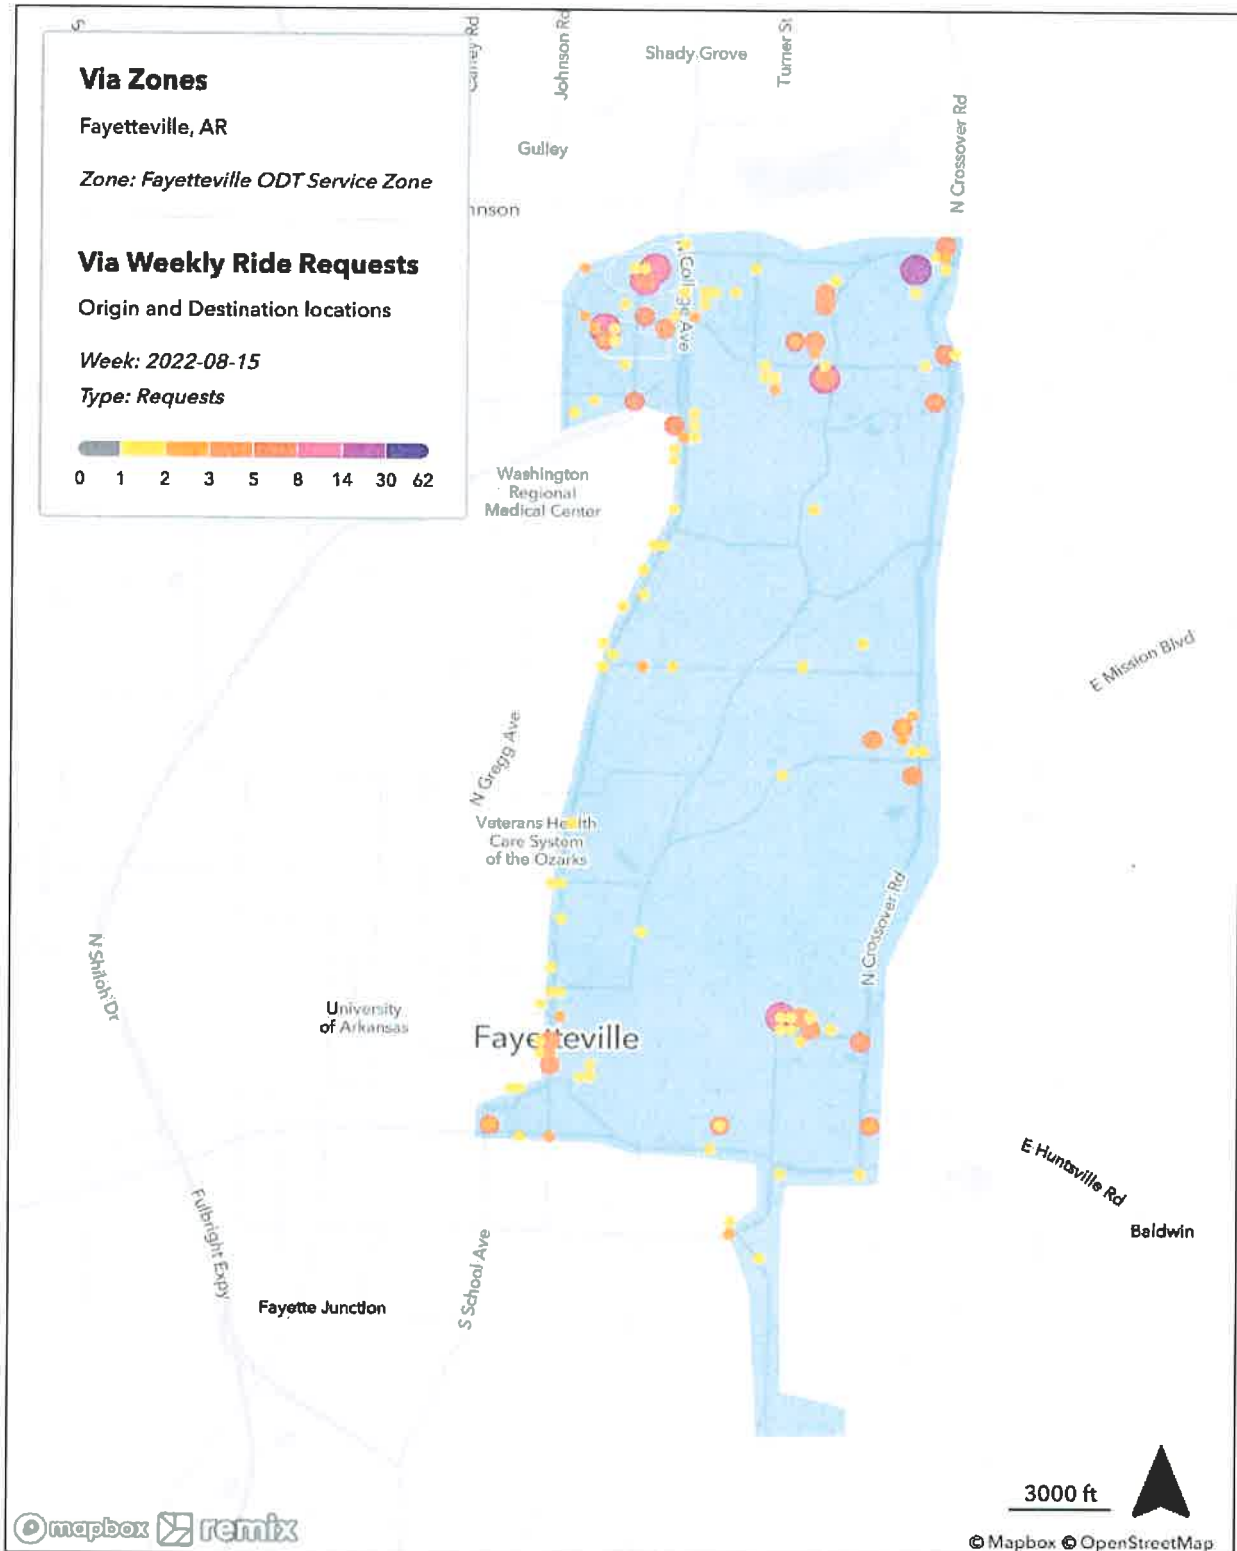 Via Zones
Fayetteville, AR
Zone: Fayetteville ODT Service Zone
Via Weekly Ride Requests
Origin and Destination locations
Week: 2022-08-15
Type: Requests
0 1 2 3 5 8 14 30 62
Johnson Rd
Shady Grove
Turner St
N Crossover Rd
Gulley
nnson
N College Ave
Washington
Regional
Medical Center
E Mission Blvd
N Gregg Ave
Veterans Health
Care System
of the Ozarks
N Crossover Rd
N Shiloh Dr
University
of Arkansas
Fayetteville
E Huntsville Rd
Baldwin
Fulbright Expy
S School Ave
Fayette Junction
3000 ft
mapbox remix
© Mapbox © OpenStreetMap